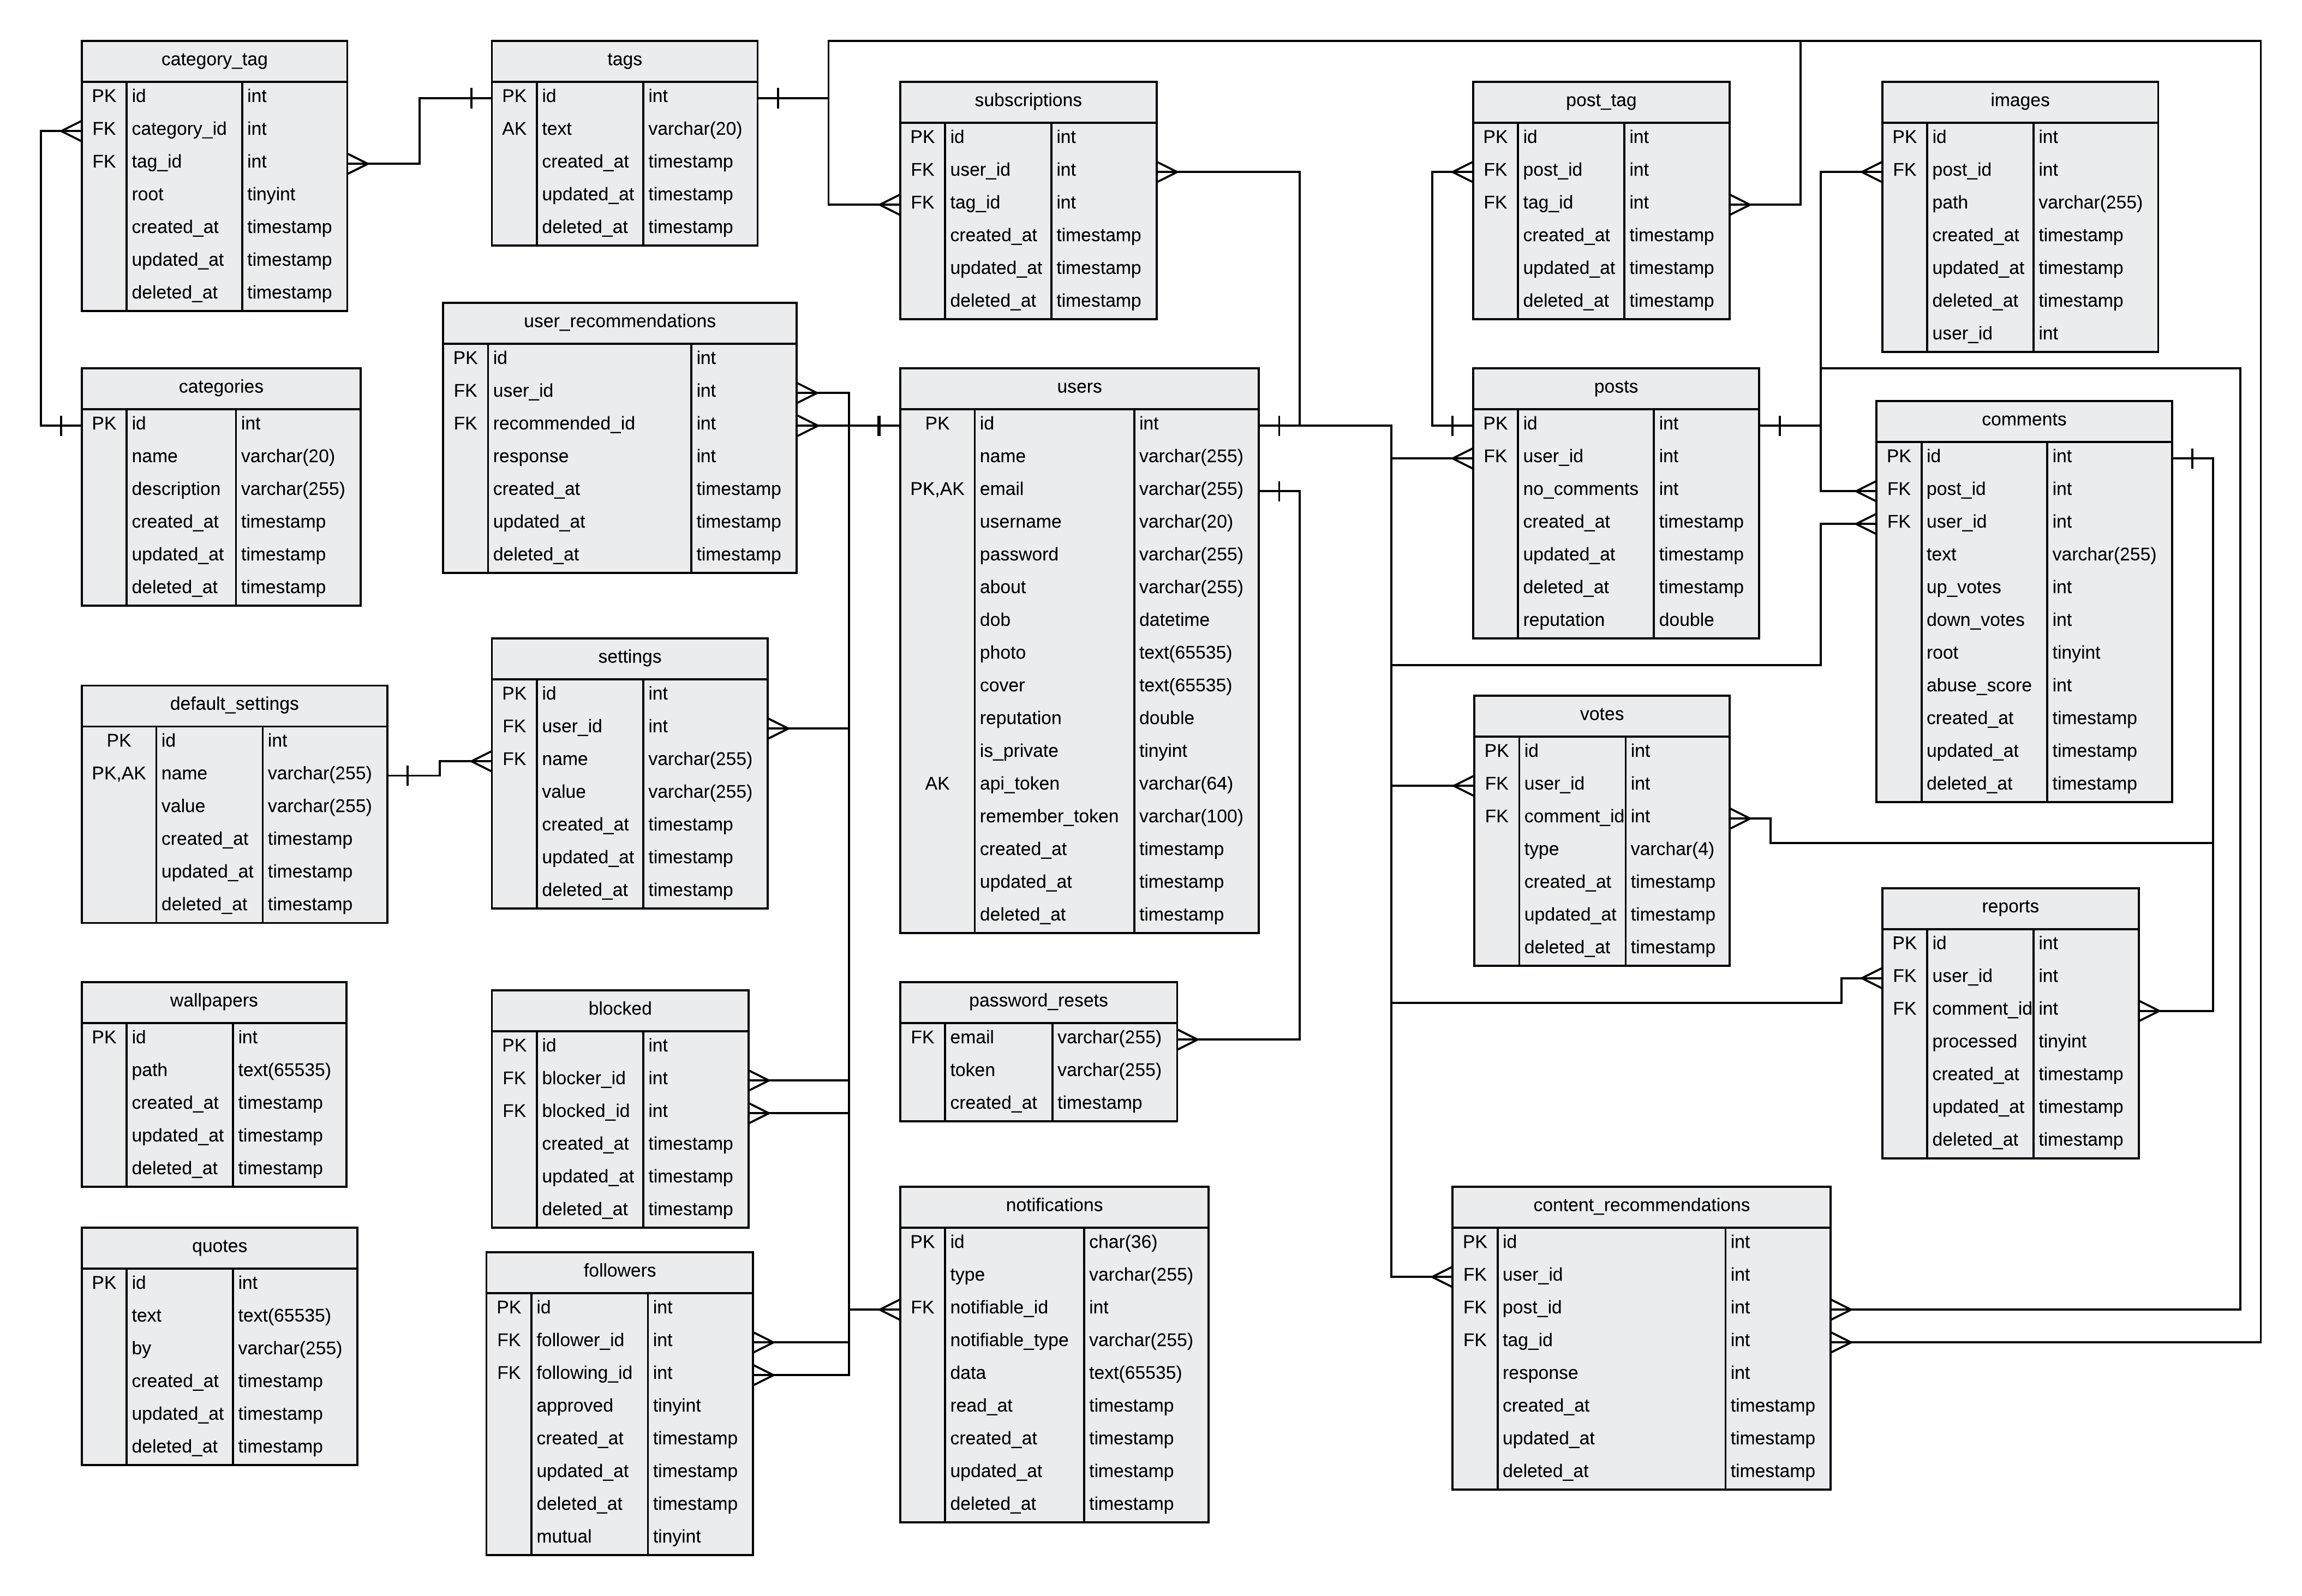 category_tag
PK id int
FK category_id int
FK tag_id int
root tinyint
created_at timestamp
updated_at timestamp
deleted_at timestamp
tags
PK id int
AK text varchar(20)
created_at timestamp
updated_at timestamp
deleted_at timestamp
subscriptions
PK id int
FK user_id int
FK tag_id int
created_at timestamp
updated_at timestamp
deleted_at timestamp
post_tag
PK id int
FK post_id int
FK tag_id int
created_at timestamp
updated_at timestamp
deleted_at timestamp
images
PK id int
FK post_id int
path varchar(255)
created_at timestamp
updated_at timestamp
deleted_at timestamp
user_id int
user_recommendations
PK id int
FK user_id int
FK recommended_id int
response int
created_at timestamp
updated_at timestamp
deleted_at timestamp
categories
PK id int
name varchar(20)
description varchar(255)
created_at timestamp
updated_at timestamp
deleted_at timestamp
users
PK id int
name varchar(255)
PK,AK email varchar(255)
username varchar(20)
password varchar(255)
about varchar(255)
dob datetime
photo text(65535)
cover text(65535)
reputation double
is_private tinyint
AK api_token varchar(64)
remember_token varchar(100)
created_at timestamp
updated_at timestamp
deleted_at timestamp
posts
PK id int
FK user_id int
no_comments int
created_at timestamp
updated_at timestamp
deleted_at timestamp
reputation double
comments
PK id int
FK post_id int
FK user_id int
text varchar(255)
up_votes int
down_votes int
root tinyint
abuse_score int
created_at timestamp
updated_at timestamp
deleted_at timestamp
default_settings
PK id int
PK,AK name varchar(255)
value varchar(255)
created_at timestamp
updated_at timestamp
deleted_at timestamp
settings
PK id int
FK user_id int
FK name varchar(255)
value varchar(255)
created_at timestamp
updated_at timestamp
deleted_at timestamp
votes
PK id int
FK user_id int
FK comment_id int
type varchar(4)
created_at timestamp
updated_at timestamp
deleted_at timestamp
reports
PK id int
FK user_id int
FK comment_id int
processed tinyint
created_at timestamp
updated_at timestamp
deleted_at timestamp
wallpapers
PK id int
path text(65535)
created_at timestamp
updated_at timestamp
deleted_at timestamp
blocked
PK id int
FK blocker_id int
FK blocked_id int
created_at timestamp
updated_at timestamp
deleted_at timestamp
password_resets
FK email varchar(255)
token varchar(255)
created_at timestamp
quotes
PK id int
text text(65535)
by varchar(255)
created_at timestamp
updated_at timestamp
deleted_at timestamp
followers
PK id int
FK follower_id int
FK following_id int
approved tinyint
created_at timestamp
updated_at timestamp
deleted_at timestamp
mutual tinyint
notifications
PK id char(36)
type varchar(255)
FK notifiable_id int
notifiable_type varchar(255)
data text(65535)
read_at timestamp
created_at timestamp
updated_at timestamp
deleted_at timestamp
content_recommendations
PK id int
FK user_id int
FK post_id int
FK tag_id int
response int
created_at timestamp
updated_at timestamp
deleted_at timestamp